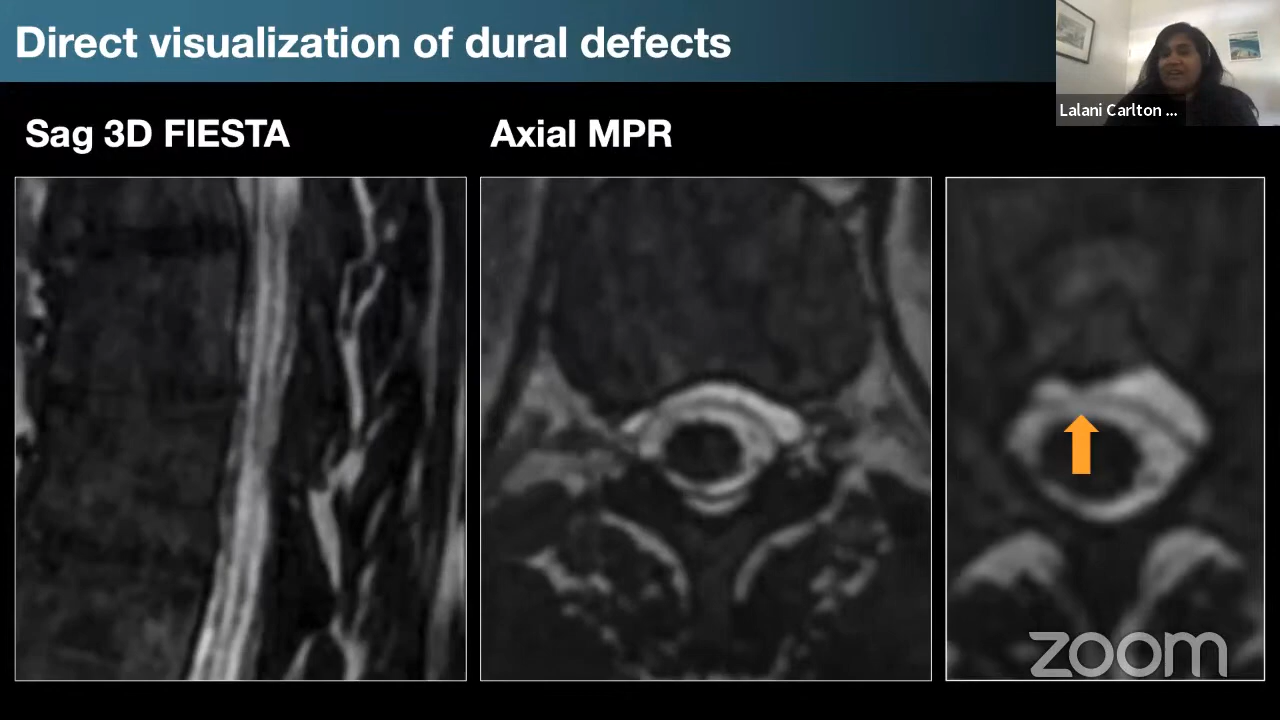 Direct visualization of dural defects
Lalani Carlton ...
Sag 3D FIESTA
Axial MPR
zoom